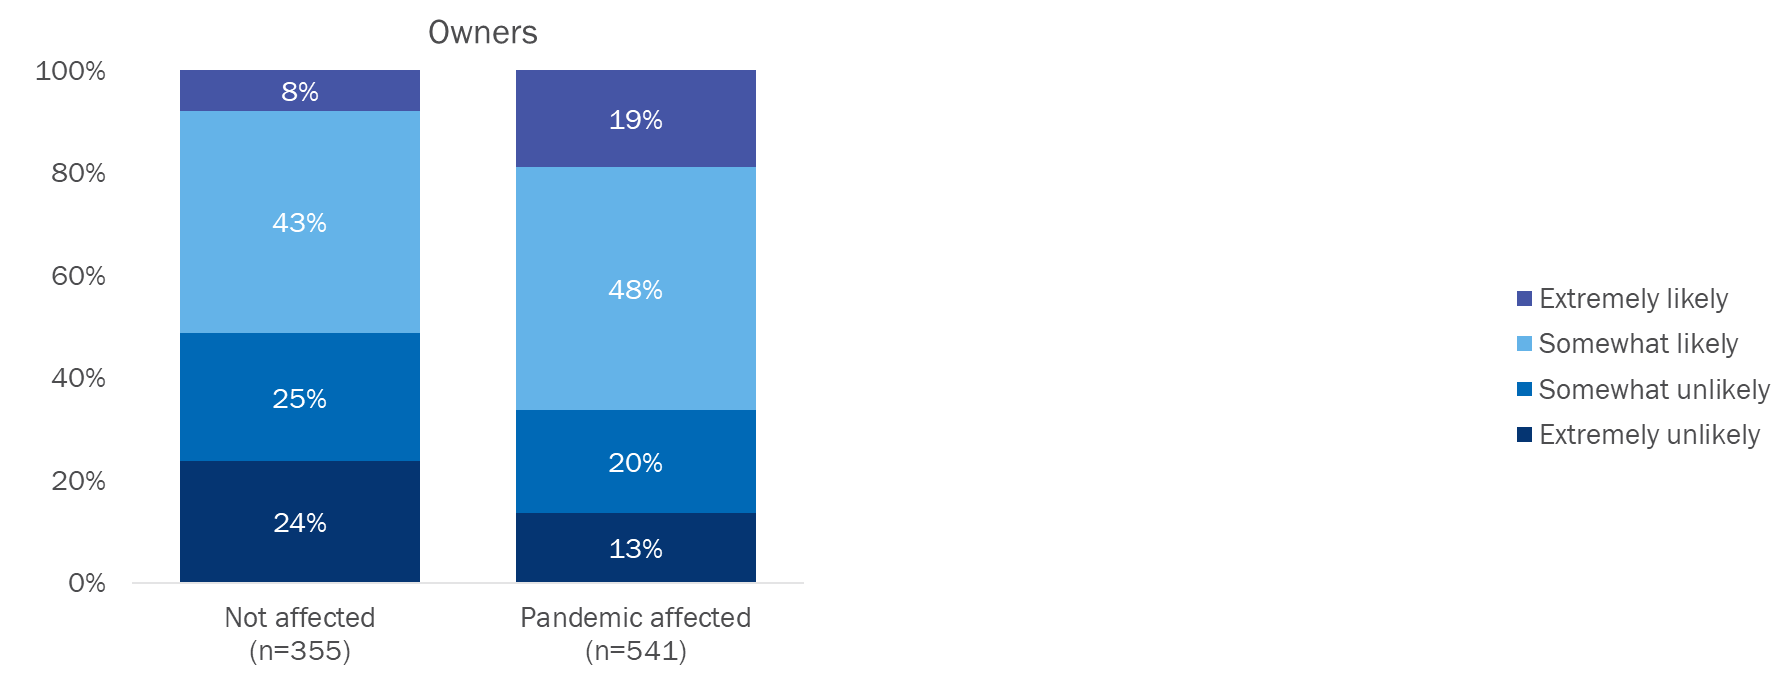 Owners
100%
80%
60%
40%
20%
0%
8%
43%
25%
24%
19%
48%
20%
13%
Not affected
(n=355)
Pandemic affected
(n=541)
Extremely likely
Somewhat likely
Somewhat unlikely
Extremely unlikely